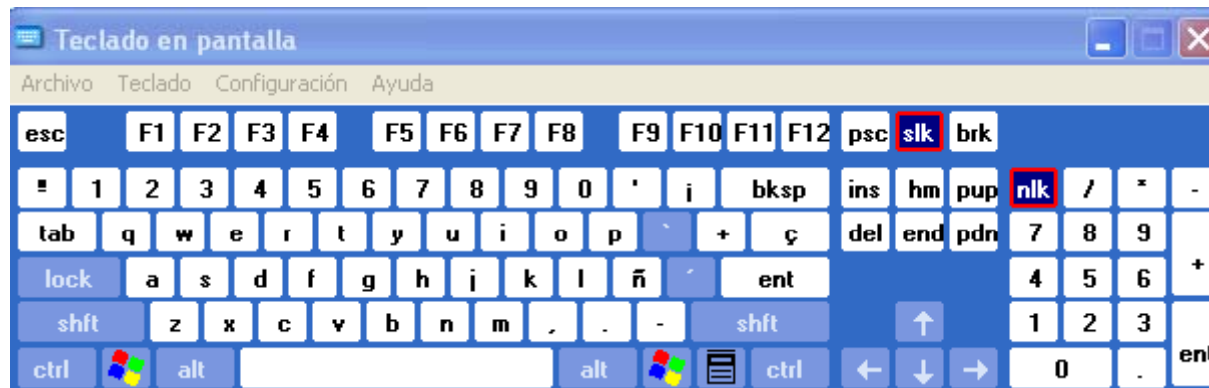 Teclado en pantalla
Archivo Teclado Configuración Ayuda
esc F1 F2 F3 F4 F5 F6 F7 F8 F9 F10 F11 F12 psc slk brk
1 2 3 4 5 6 7 8 9 0 ' ¡ bksp ins hm pup nlk / * -
tab q w e r t y u i o p ` + ç del end pdn 7 8 9
lock a s d f g h j k l ñ ´ ent 4 5 6 +
shft z x c v b n m , . - shft ↑ 1 2 3
ctrl alt alt ctrl ← ↓ → 0 . ent